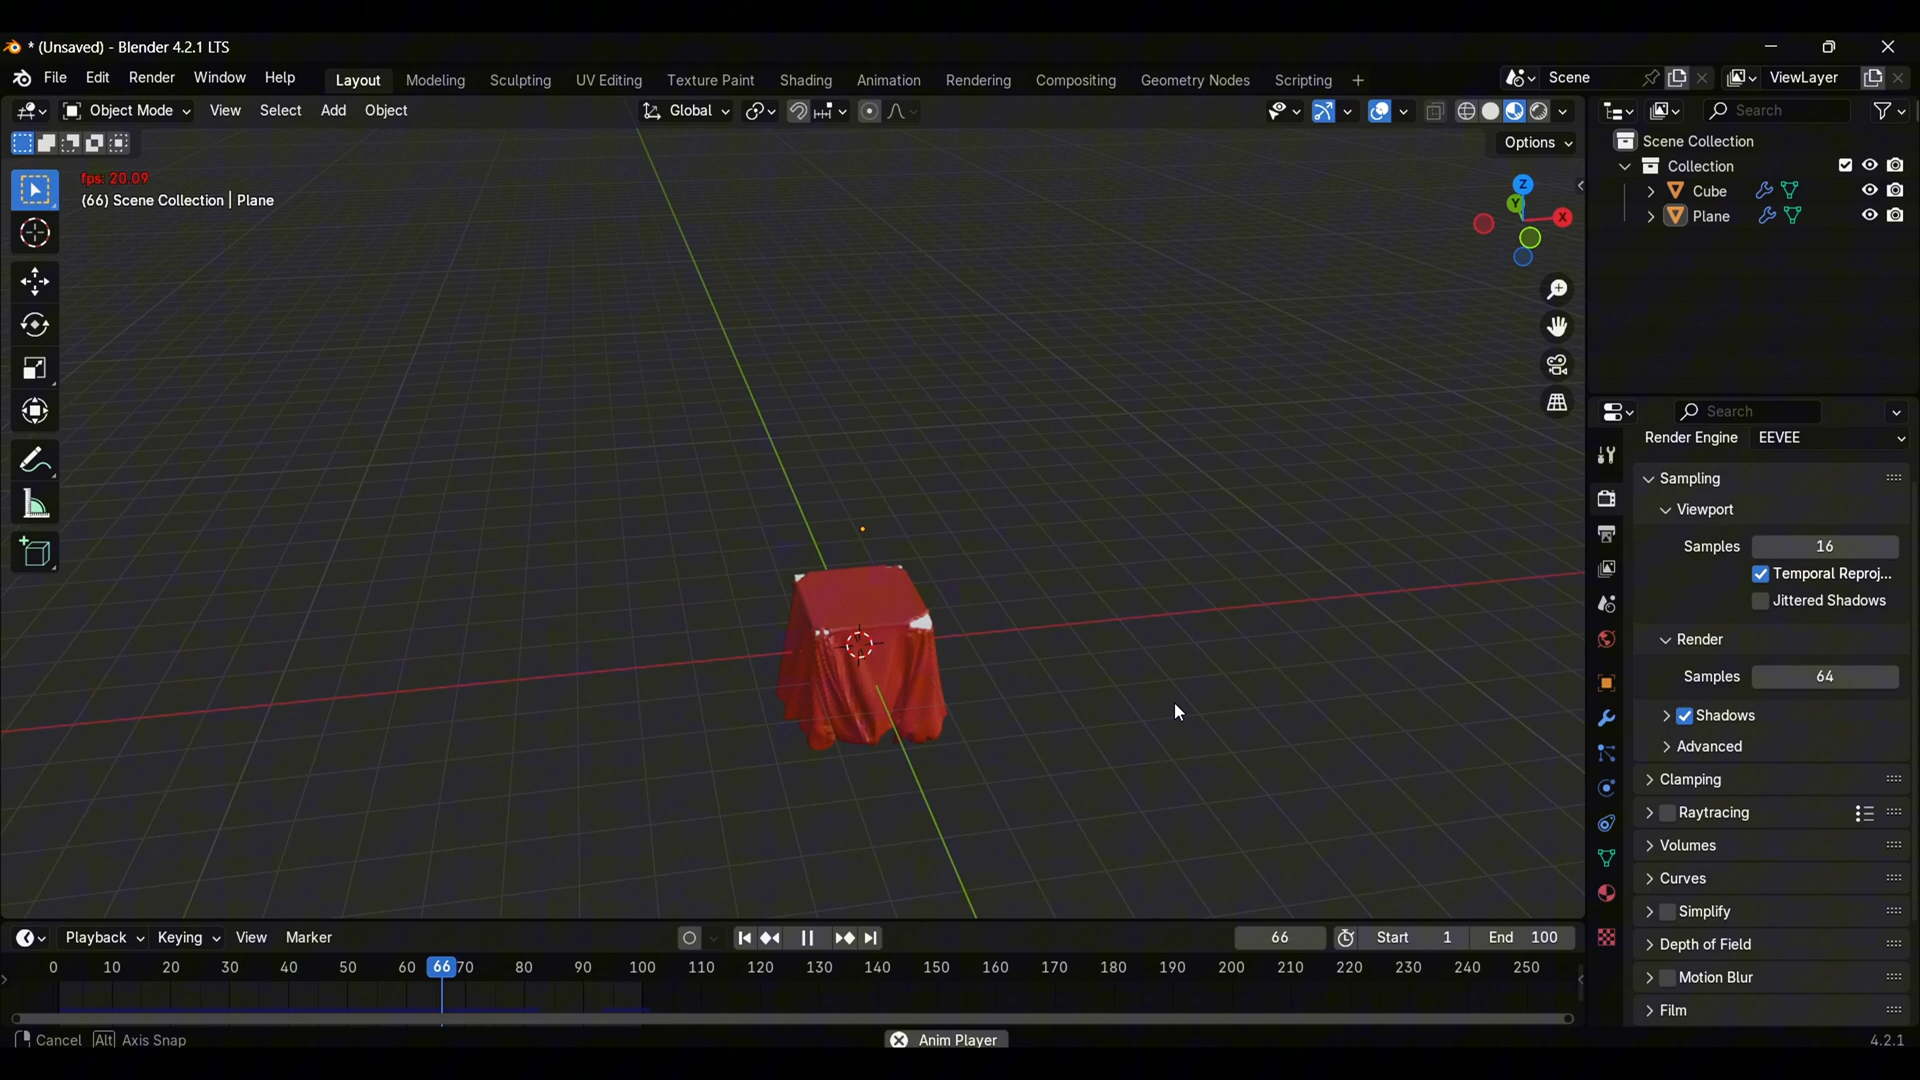 * (Unsaved) - Blender 4.2.1 LTS
File Edit Render Window Help Layout Modeling Sculpting UV Editing Texture Paint Shading Animation Rendering Compositing Geometry Nodes Scripting + Scene ViewLayer
Object Mode View Select Add Object Global Search
Options
Scene Collection
Collection
Cube
Plane
fps: 20.09
(66) Scene Collection | Plane
Z
Y
X
Search
Render Engine EEVEE
Sampling
Viewport
Samples 16
Temporal Reproj...
Jittered Shadows
Render
Samples 64
Shadows
Advanced
Clamping
Raytracing
Volumes
Curves
Simplify
Depth of Field
Motion Blur
Film
Playback Keying View Marker 66 Start 1 End 100
0 10 20 30 40 50 60 66 70 80 90 100 110 120 130 140 150 160 170 180 190 200 210 220 230 240 250
Cancel Alt Axis Snap Anim Player 4.2.1